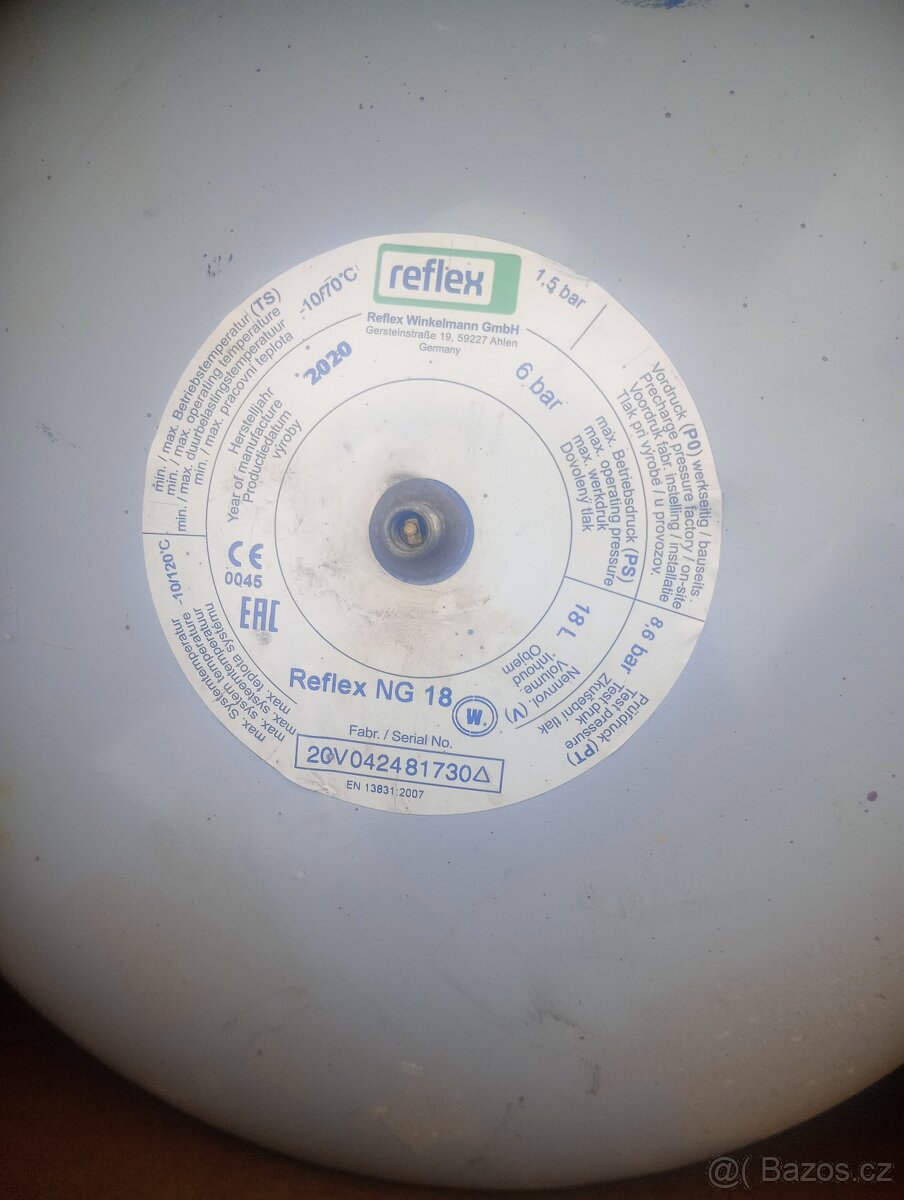 reflex
Reflex Winkelmann GmbH
Gersteinstraße 19, 59227 Ahlen
Germany
1,5 bar
Vordruck (P0) werkseitig / bauseits.
Precharge pressure factory / on-site
Voordruk fabr. instelling / installatie
Tlak pri výrobě / u provozov.
6 bar
max. Betriebsdruck (PS)
max. operating pressure
max. werkdruk
Dovolený tlak
8,6 bar
Prüfdruck (PT)
Test pressure
Test druk
Zkušební tlak
18 L
Nennvol. (V)
Volume
-inhoud
Objem
Reflex NG 18
W.
Fabr. / Serial No.
20V042481730△
EN 13831:2007
max. Systemtemperatur -10/120°C
max. system temperature
max. systeemtemperatuur
max. teplota systému
CE
0045
EAC
Herstelljahr
Year of manufacture
Productiedatum
výroby
2020
min. / max. Betriebstemperatur (TS)
min. / max. operating temperature
min. / max. duurbelastingstemperatuur
min. / max. pracovní teplota
-10/70°C
@( Bazos.cz